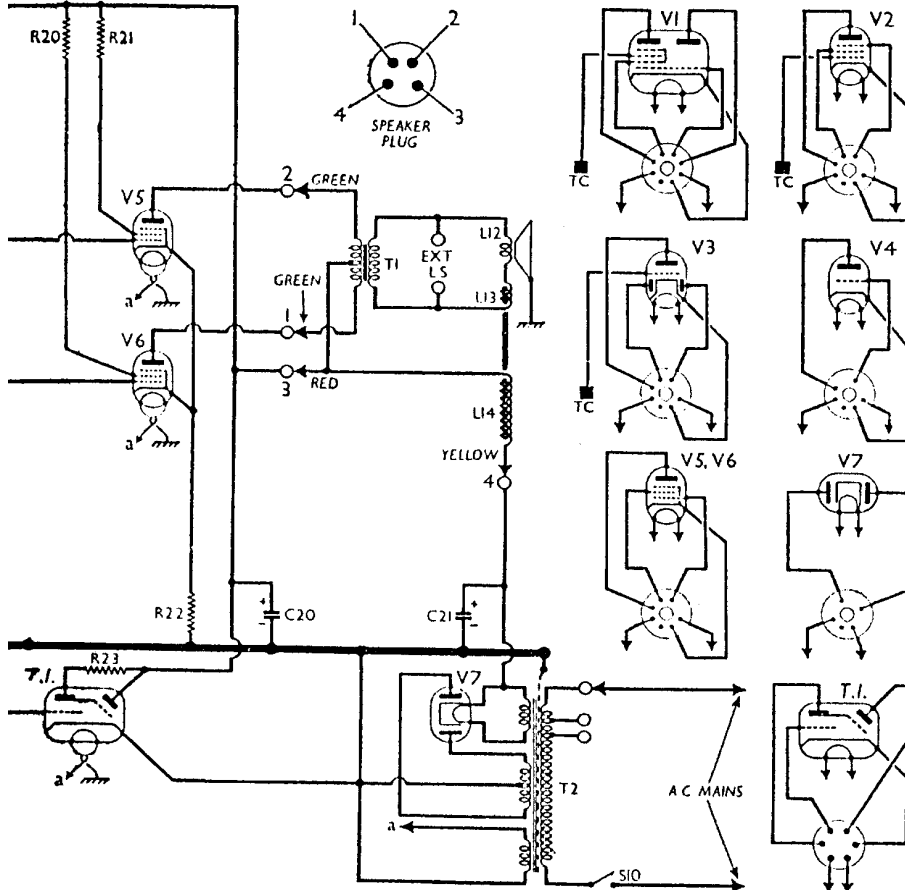 1
2
V1
V2
R20
R21
4
3
SPEAKER
PLUG
TC
TC
2
GREEN
V5
L12
EXT
LS
T1
V3
V4
GREEN
L13
a
1
V6
3
RED
TC
L14
a
YELLOW
V5, V6
V7
4
+
-
C20
C21
+
-
R22
R23
T.I.
V7
T.I.
a
T2
A C MAINS
a
S10